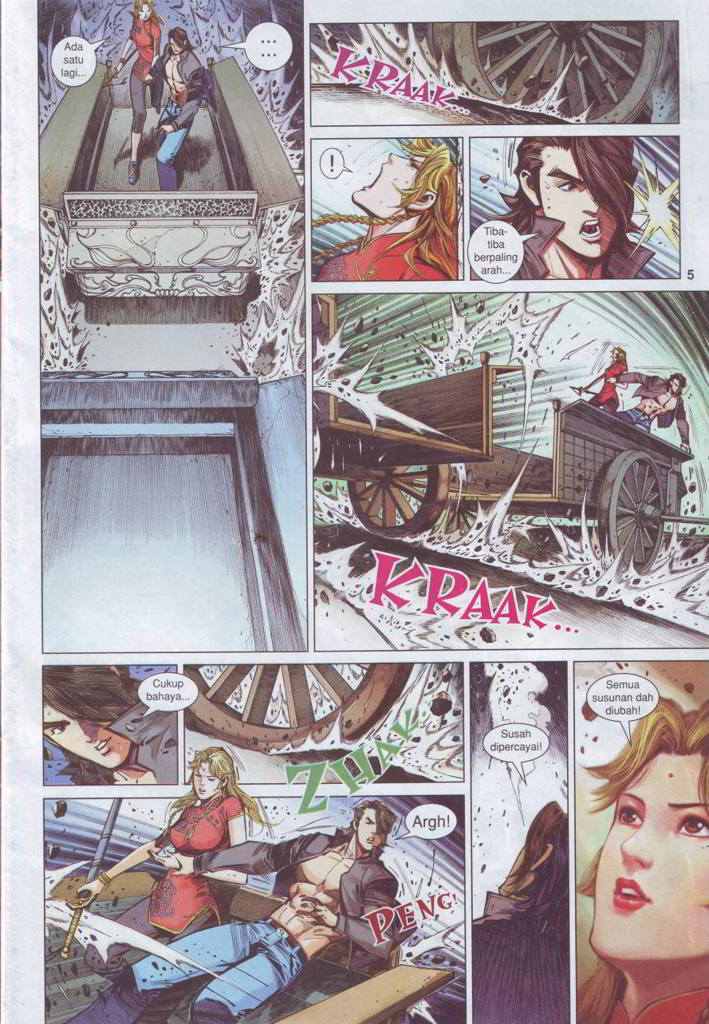 Ada
satu
lagi...
...
...
KRAAK...
!
Tiba-
tiba
berpaling
arah...
5
KRAAK...
Cukup
bahaya...
ZHAK
Argh!
PENG!
Susah
dipercayai!
Semua
susunan dah
diubah!